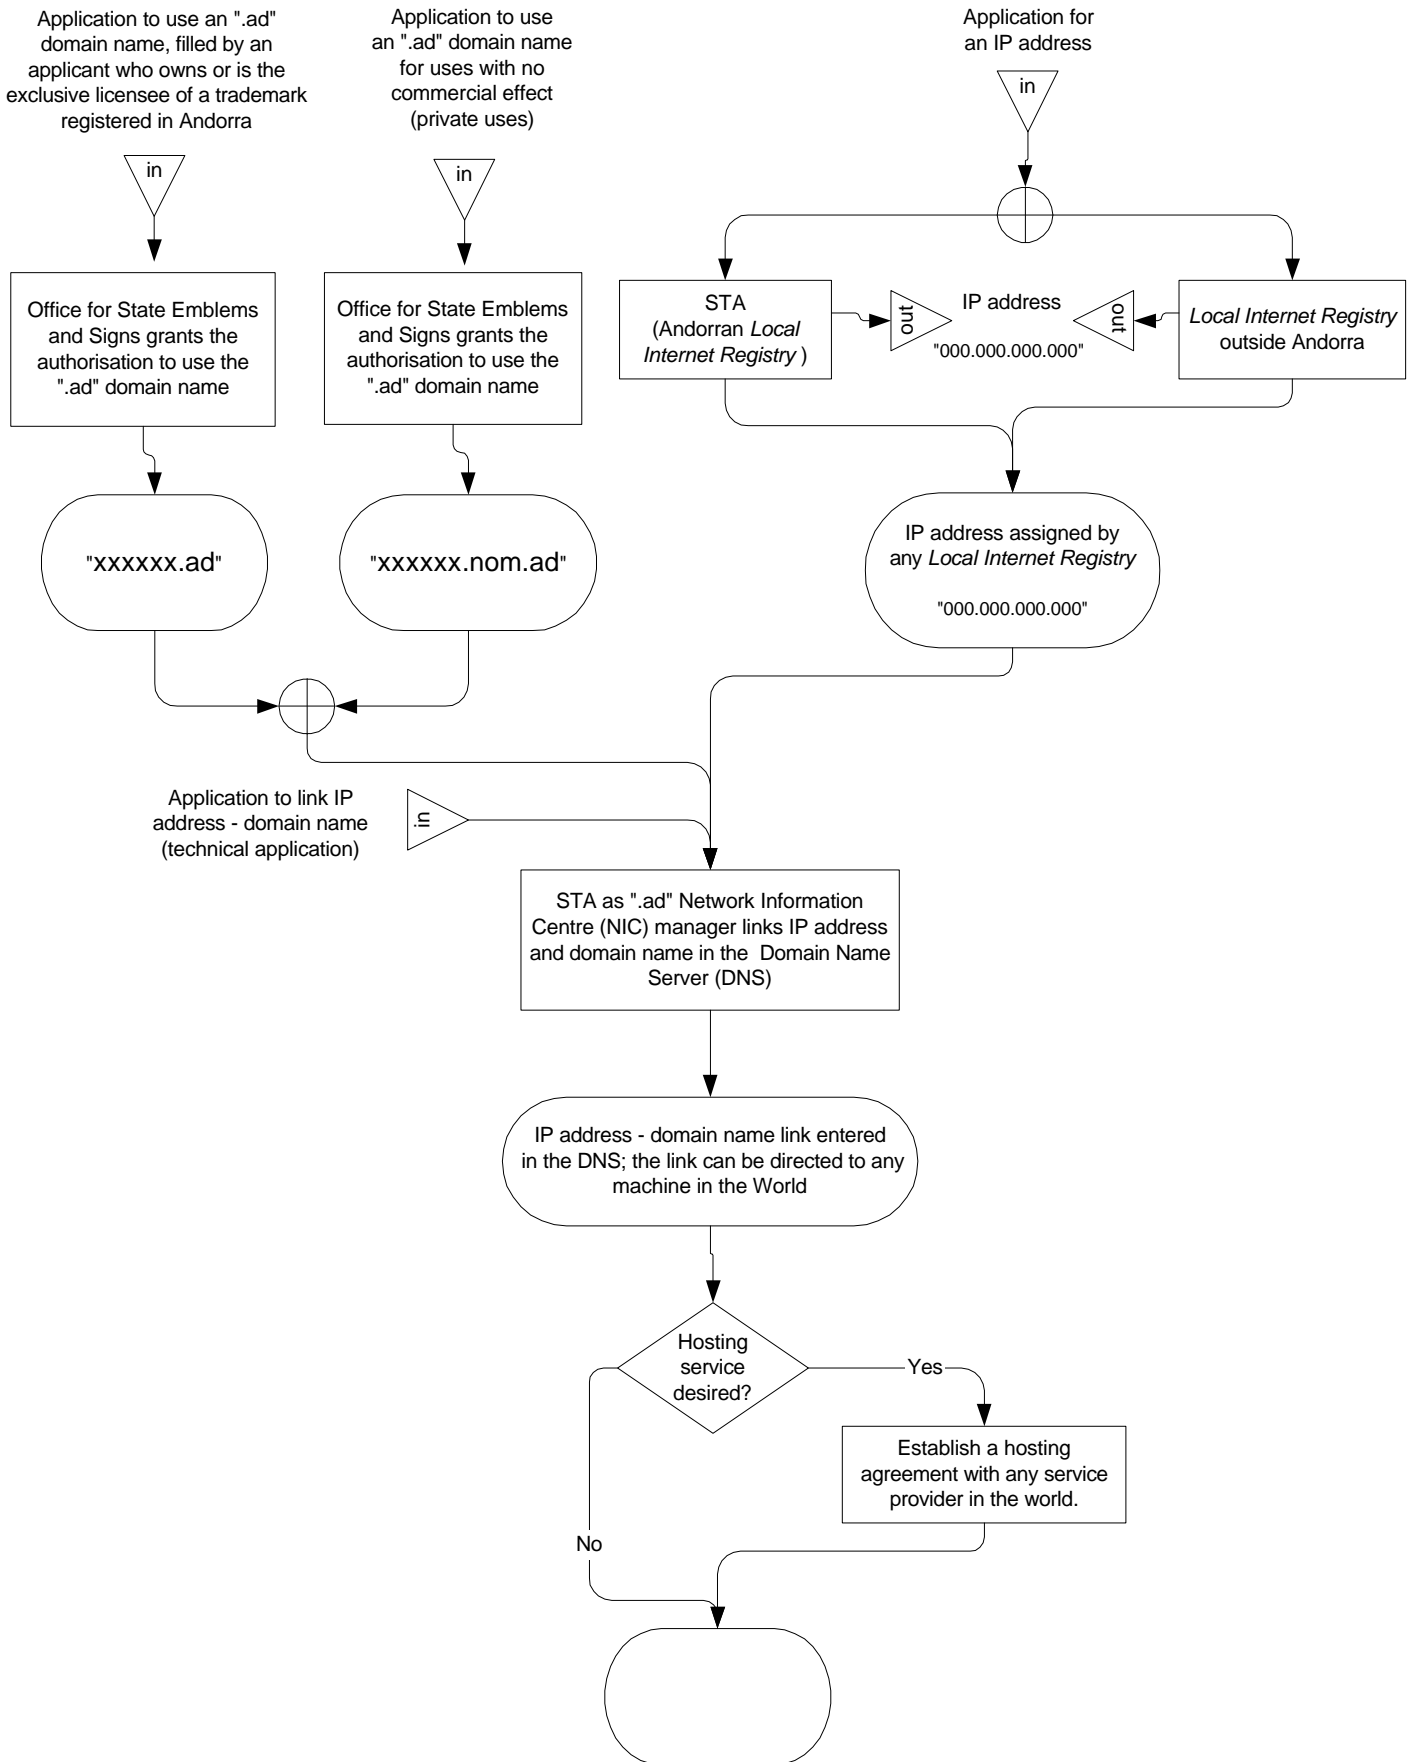 Application to use an ".ad"
domain name, filled by an
applicant who owns or is the
exclusive licensee of a trademark
registered in Andorra
in
Application to use
an ".ad" domain name
for uses with no
commercial effect
(private uses)
in
Application for
an IP address
in
Office for State Emblems
and Signs grants the
authorisation to use the
".ad" domain name
Office for State Emblems
and Signs grants the
authorisation to use the
".ad" domain name
STA
(Andorran Local
Internet Registry )
out
IP address
"000.000.000.000"
out
Local Internet Registry
outside Andorra
"xxxxxx.ad"
"xxxxxx.nom.ad"
IP address assigned by
any Local Internet Registry
"000.000.000.000"
Application to link IP
address - domain name
(technical application)
in
STA as ".ad" Network Information
Centre (NIC) manager links IP address
and domain name in the Domain Name
Server (DNS)
IP address - domain name link entered
in the DNS; the link can be directed to any
machine in the World
Hosting
service
desired?
Yes
Establish a hosting
agreement with any service
provider in the world.
No